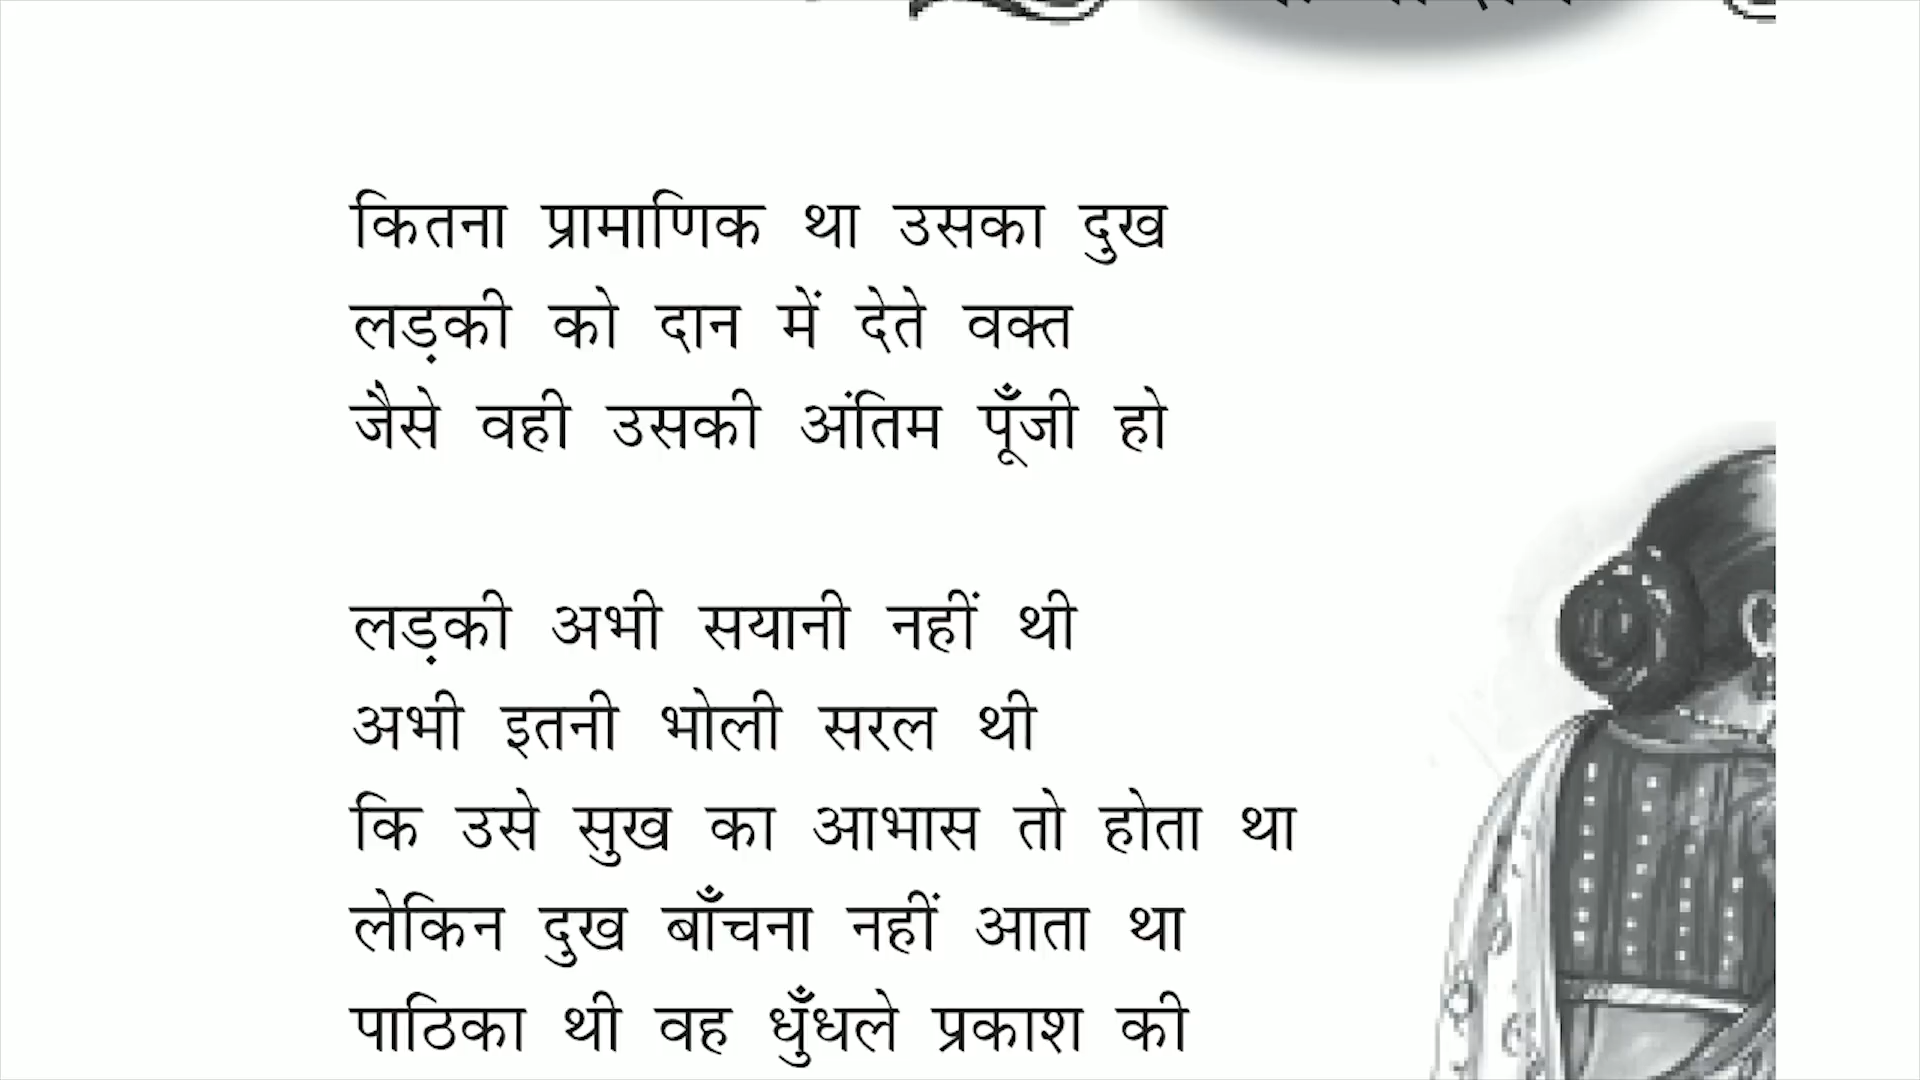 कितना प्रामाणिक था उसका दुख
लड़की को दान में देते वक्त
जैसे वही उसकी अंतिम पूँजी हो
लड़की अभी सयानी नहीं थी
अभी इतनी भोली सरल थी
कि उसे सुख का आभास तो होता था
लेकिन दुख बाँचना नहीं आता था
पाठिका थी वह धुँधले प्रकाश की